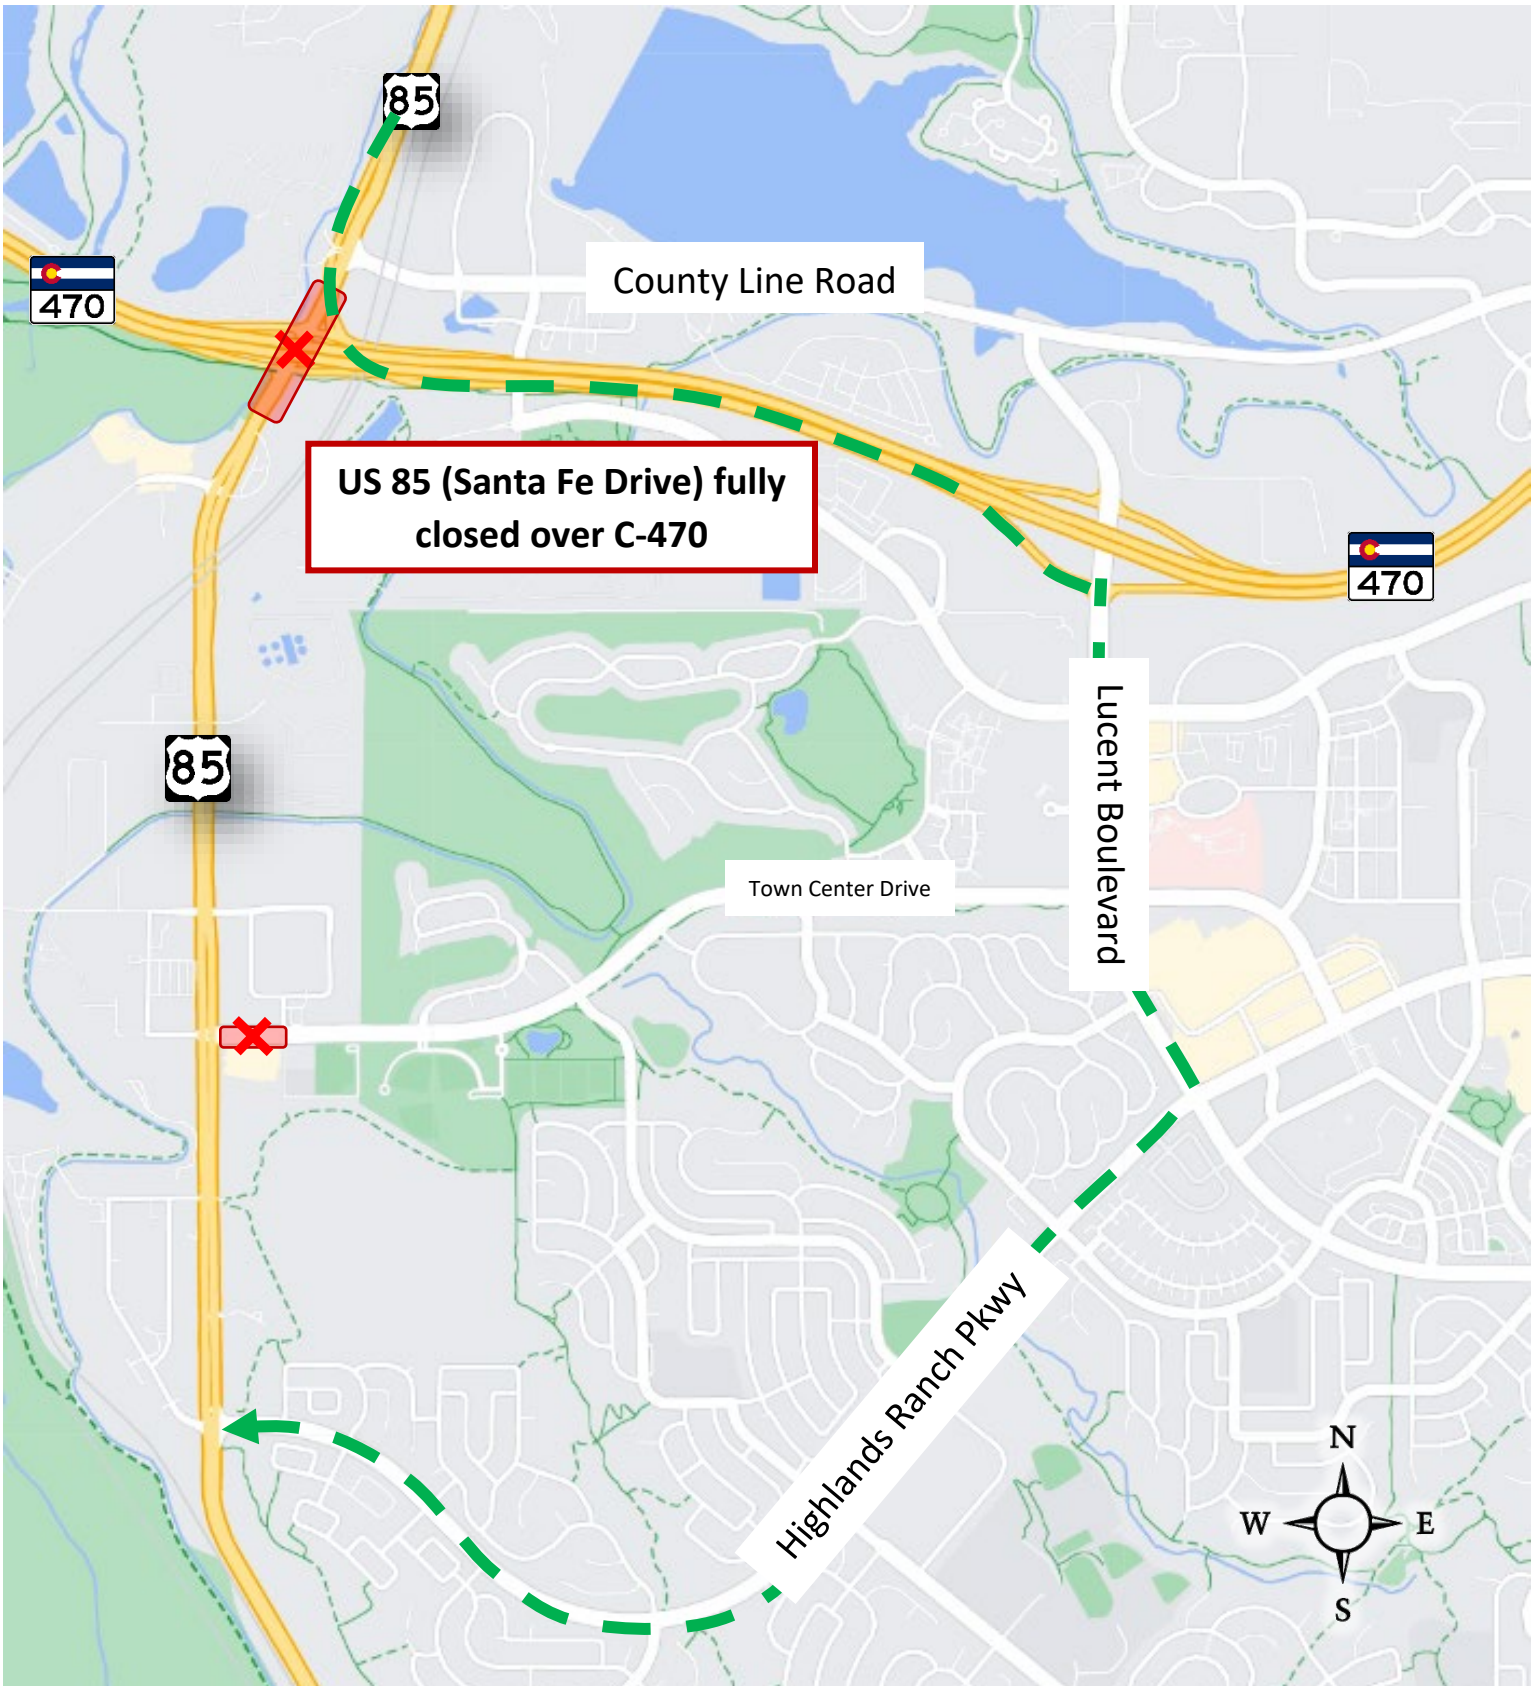 85
County Line Road
470
US 85 (Santa Fe Drive) fully
closed over C-470
470
Lucent Boulevard
85
Town Center Drive
Highlands Ranch Pkwy
N
W
E
S